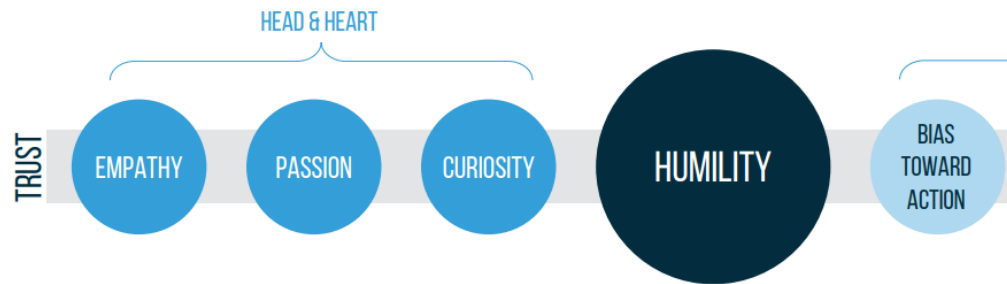 HEAD & HEART
TRUST
EMPATHY
PASSION
CURIOSITY
HUMILITY
BIAS
TOWARD
ACTION